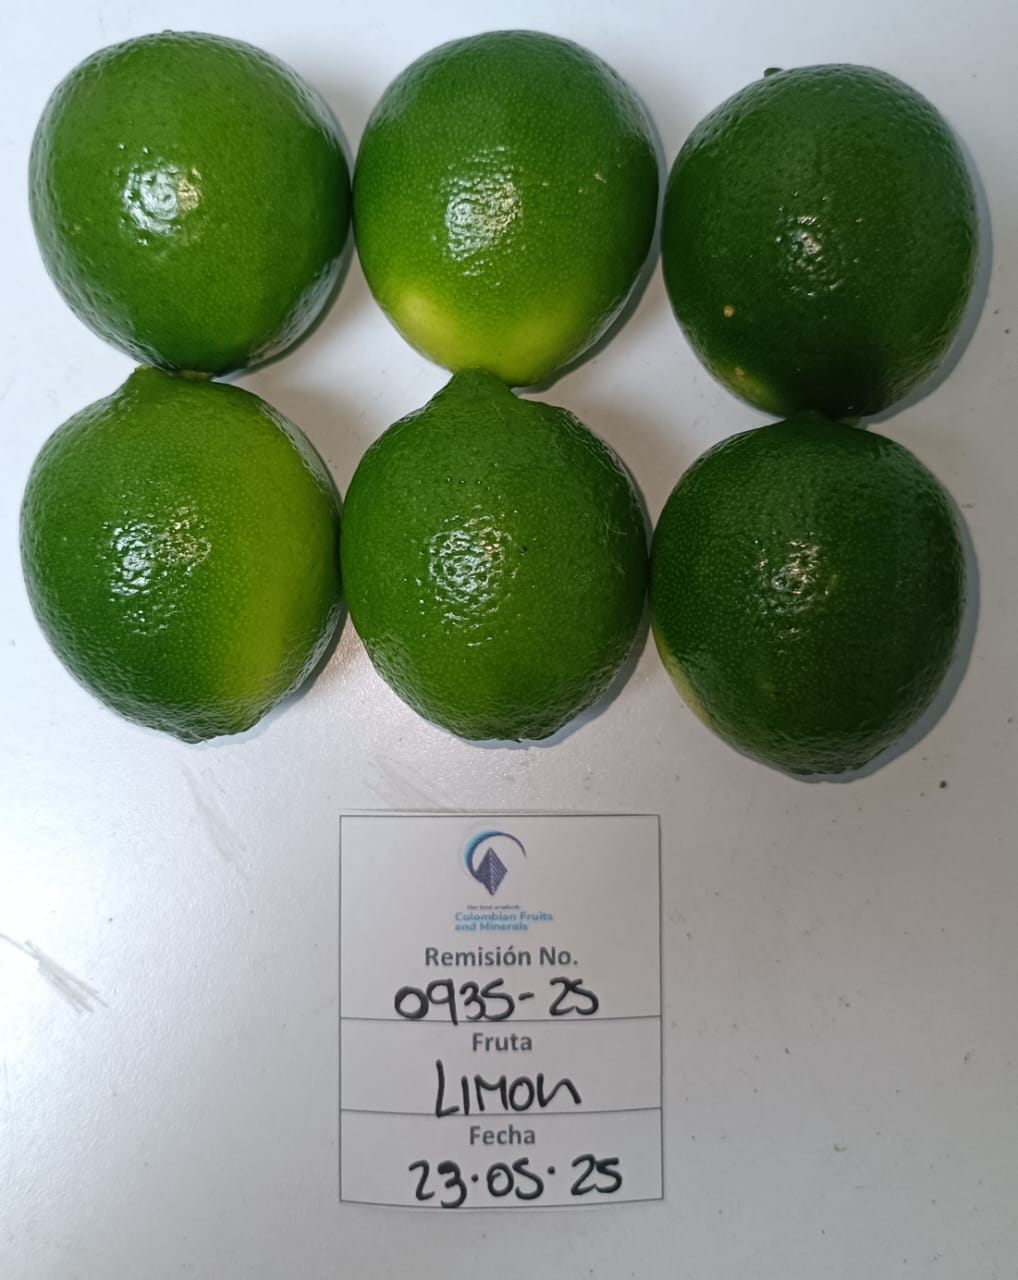 Colombian Fruits
and Minerals
Remisión No.
0935-25
Fruta
LIMON
Fecha
23.05.25